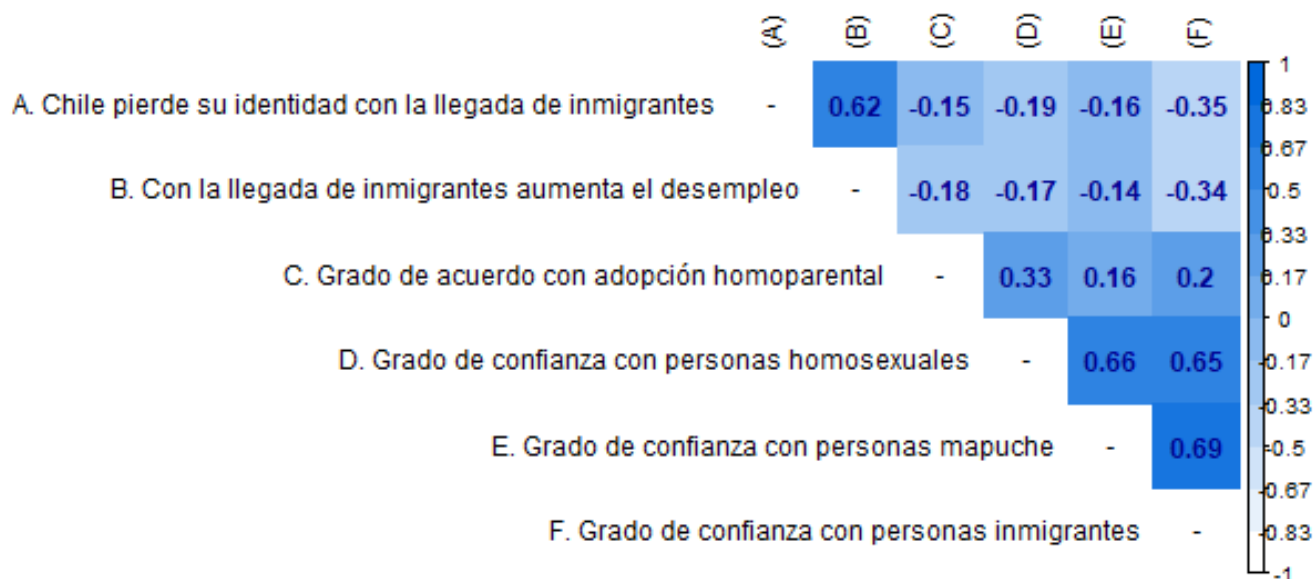 (A) (B) (C) (D) (E) (F)
A. Chile pierde su identidad con la llegada de inmigrantes - 0.62 -0.15 -0.19 -0.16 -0.35
B. Con la llegada de inmigrantes aumenta el desempleo - -0.18 -0.17 -0.14 -0.34
C. Grado de acuerdo con adopción homoparental - 0.33 0.16 0.2
D. Grado de confianza con personas homosexuales - 0.66 0.65
E. Grado de confianza con personas mapuche - 0.69
F. Grado de confianza con personas inmigrantes -
1
0.83
0.67
0.5
0.33
0.17
0
-0.17
-0.33
-0.5
-0.67
-0.83
-1